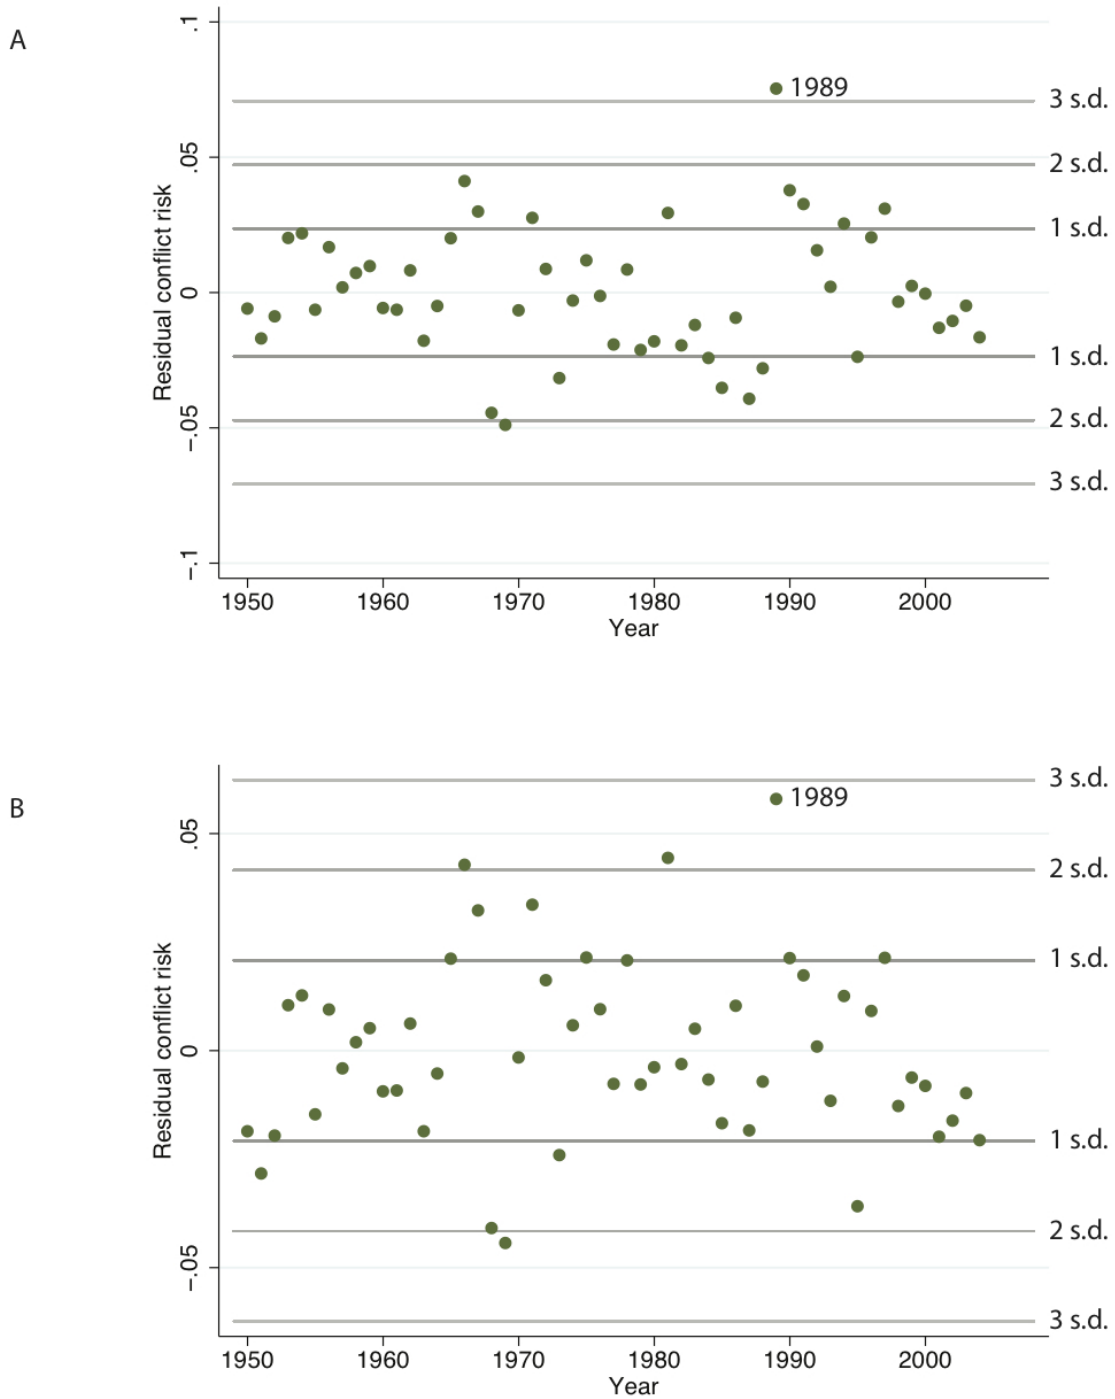 A
.1
1989
3 s.d.
.05
2 s.d.
1 s.d.
0
1 s.d.
-.05
2 s.d.
3 s.d.
-.1
Residual conflict risk
1950 1960 1970 1980 1990 2000
Year
B
3 s.d.
1989
.05
2 s.d.
1 s.d.
0
1 s.d.
2 s.d.
-.05
3 s.d.
Residual conflict risk
1950 1960 1970 1980 1990 2000
Year